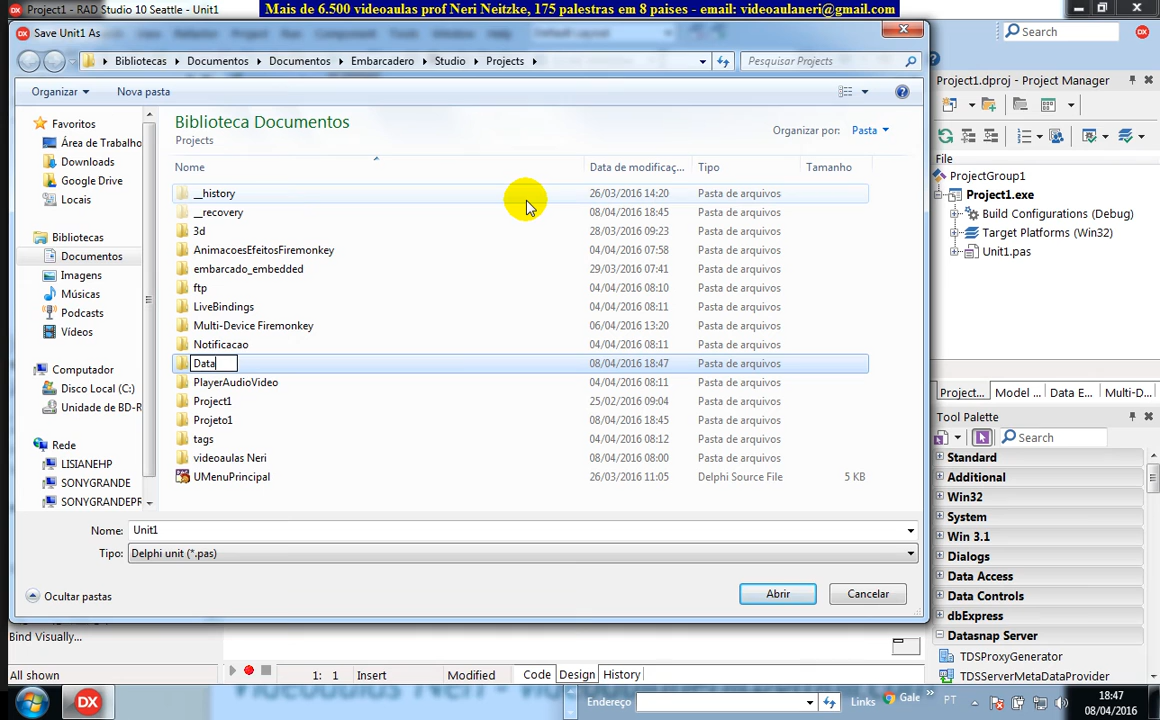 Project1 - RAD Studio 10 Seattle - Unit1
Mais de 6.500 videoaulas prof Neri Neitzke, 175 palestras em 8 paises - email: videoaulaneri@gmail.com
Save Unit1 As
Search
Bibliotecas
Documentos
Documentos
Embarcadero
Studio
Projects
Pesquisar Projects
Organizar
Nova pasta
Favoritos
Área de Trabalho
Downloads
Google Drive
Locais
Bibliotecas
Documentos
Imagens
Músicas
Podcasts
Vídeos
Computador
Disco Local (C:)
Unidade de BD-R
Rede
LISIANEHP
SONYGRANDE
SONYGRANDEPR
Biblioteca Documentos
Projects
Organizar por: Pasta
Nome Data de modificaç... Tipo Tamanho
__history 26/03/2016 14:20 Pasta de arquivos
__recovery 08/04/2016 18:45 Pasta de arquivos
3d 28/03/2016 09:23 Pasta de arquivos
AnimacoesEfeitosFiremonkey 04/04/2016 07:58 Pasta de arquivos
embarcado_embedded 29/03/2016 07:41 Pasta de arquivos
ftp 04/04/2016 08:10 Pasta de arquivos
LiveBindings 04/04/2016 08:11 Pasta de arquivos
Multi-Device Firemonkey 06/04/2016 13:20 Pasta de arquivos
Notificacao 04/04/2016 08:11 Pasta de arquivos
Data 08/04/2016 18:47 Pasta de arquivos
PlayerAudioVideo 04/04/2016 08:11 Pasta de arquivos
Project1 25/02/2016 09:04 Pasta de arquivos
Projeto1 08/04/2016 18:45 Pasta de arquivos
tags 04/04/2016 08:12 Pasta de arquivos
videoaulas Neri 08/04/2016 08:00 Pasta de arquivos
UMenuPrincipal 26/03/2016 11:05 Delphi Source File 5 KB
Nome: Unit1
Tipo: Delphi unit (*.pas)
Ocultar pastas
Abrir
Cancelar
Project1.dproj - Project Manager
File
ProjectGroup1
Project1.exe
Build Configurations (Debug)
Target Platforms (Win32)
Unit1.pas
Project... Model ... Data E... Multi-D...
Tool Palette
Search
Standard
Additional
Win32
System
Win 3.1
Dialogs
Data Access
Data Controls
dbExpress
Datasnap Server
TDSProxyGenerator
TDSServerMetaDataProvider
Bind Visually...
All shown
1: 1
Insert
Modified
Code
Design
History
Endereço
Links
Gale
PT
18:47
08/04/2016